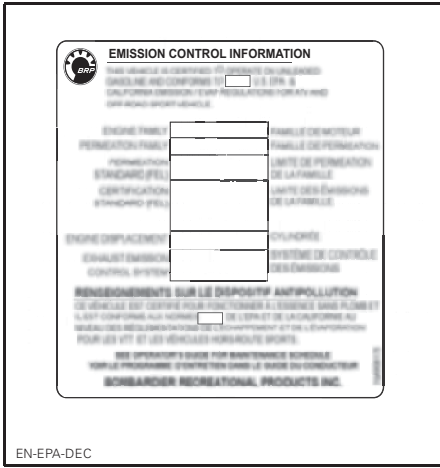 BRP
EMISSION CONTROL INFORMATION
THIS VEHICLE IS CERTIFIED TO OPERATE ON UNLEADED
GASOLINE AND CONFORMS TO U.S. EPA &
CALIFORNIA EMISSION / EVAP REGULATIONS FOR ATV AND
OFF-ROAD SPORT VEHICLE.
ENGINE FAMILY FAMILLE DE MOTEUR
PERMEATION FAMILY FAMILLE DE PERMEATION
PERMEATION LIMITE DE PERMEATION
STANDARD (FEL) DE LA FAMILLE
CERTIFICATION LIMITE DES ÉMISSIONS
STANDARD (FEL) DE LA FAMILLE
ENGINE DISPLACEMENT CYLINDRÉE
EXHAUST EMISSION SYSTÈME DE CONTRÔLE
CONTROL SYSTEM DES ÉMISSIONS
RENSEIGNEMENTS SUR LE DISPOSITIF ANTIPOLLUTION
CE VÉHICULE EST CERTIFIÉ POUR FONCTIONNER À L'ESSENCE SANS PLOMB ET
IL EST CONFORME AUX NORMES DE L'EPA ET DE LA CALIFORNIE AU
NIVEAU DES RÉGLEMENTATIONS DE L'ÉCHAPPEMENT ET DE L'ÉVAPORATION
POUR LES VTT ET LES VÉHICULES HORS-ROUTE SPORTS.
SEE OPERATOR'S GUIDE FOR MAINTENANCE SCHEDULE
VOIR LE PROGRAMME D'ENTRETIEN DANS LE GUIDE DU CONDUCTEUR
BOMBARDIER RECREATIONAL PRODUCTS INC.
EN-EPA-DEC